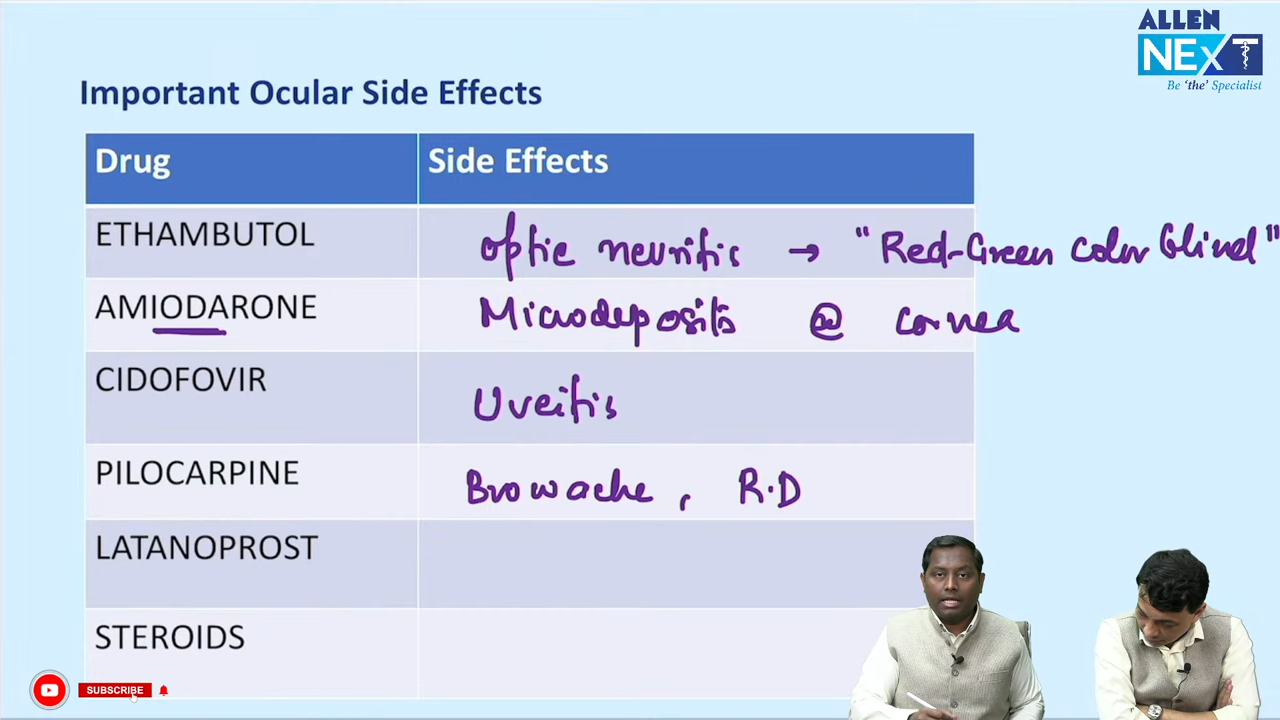 ALLEN
NEXT
Be 'the' Specialist
Important Ocular Side Effects
Drug Side Effects
ETHAMBUTOL optic neuritis → "Red-Green color blind"
AMIODARONE Microdeposits @ cornea
CIDOFOVIR Uveitis
PILOCARPINE Browache, R.D
LATANOPROST
STEROIDS
SUBSCRIBE